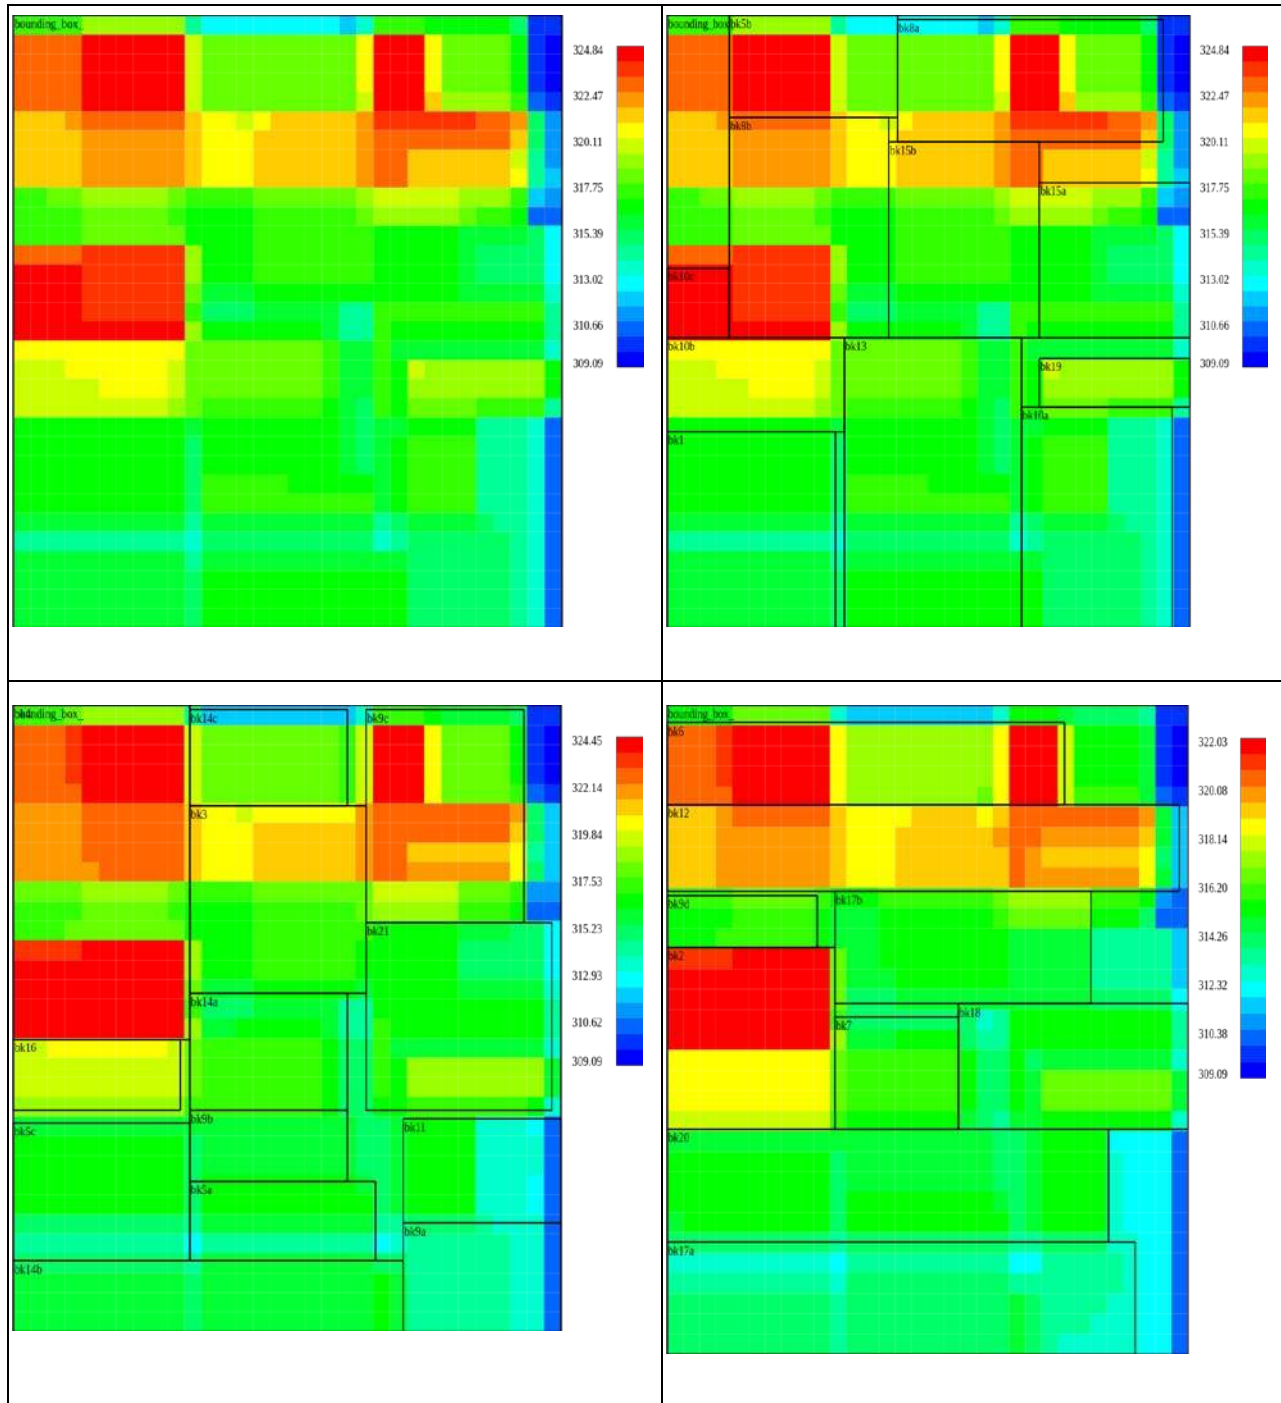 bounding_box_
324.84
322.47
320.11
317.75
315.39
313.02
310.66
309.09
bounding_box bk5b
bk8a
bk8b
bk15b
bk15a
bk10c
bk10b
bk13
bk19
bk10a
bk1
324.84
322.47
320.11
317.75
315.39
313.02
310.66
309.09
bk14c
bk9c
bk3
bk21
bk14a
bk16
bk9b
bk11
bk5c
bk5a
bk9a
bk14b
324.45
322.14
319.84
317.53
315.23
312.93
310.62
309.09
bounding_box_
bk6
bk12
bk9d
bk17b
bk2
bk7
bk18
bk20
bk17a
322.03
320.08
318.14
316.20
314.26
312.32
310.38
309.09